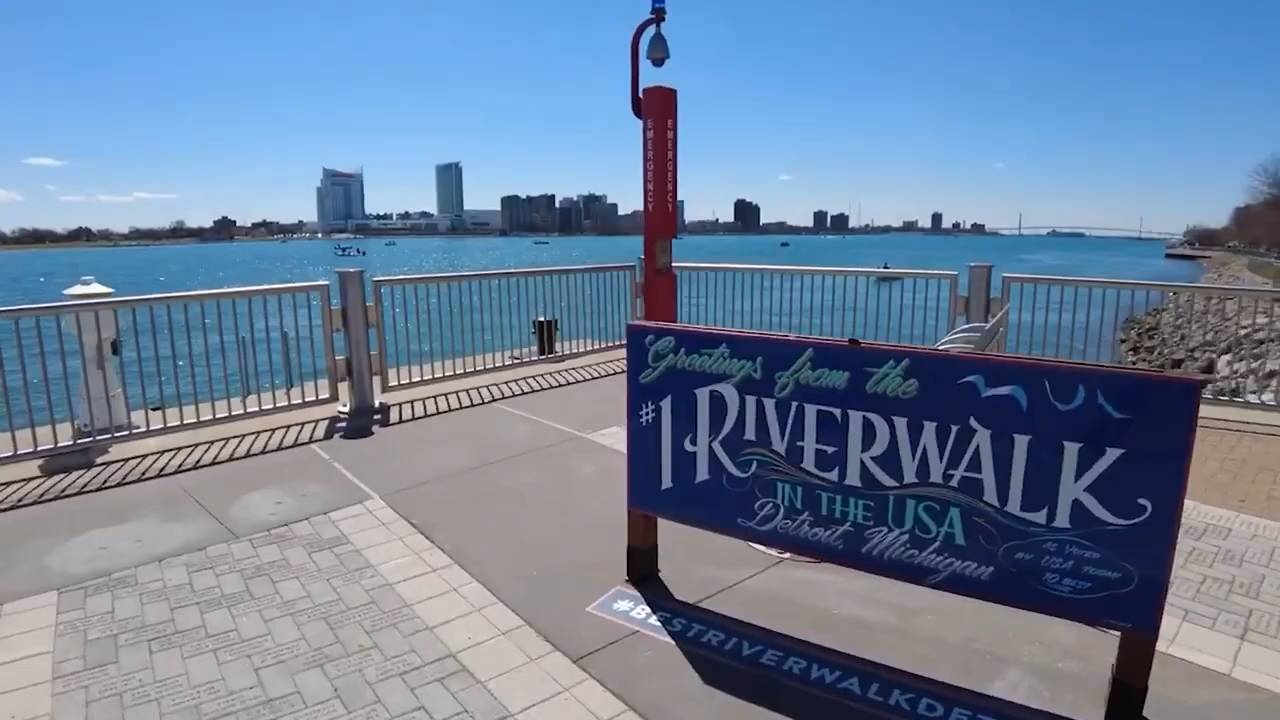 EMERGENCY
EMERGENCY
Greetings from the
#1 RIVERWALK
IN THE USA
Detroit, Michigan
AS VOTED
BY USA TODAY
10 BEST
#BESTRIVERWALKDET